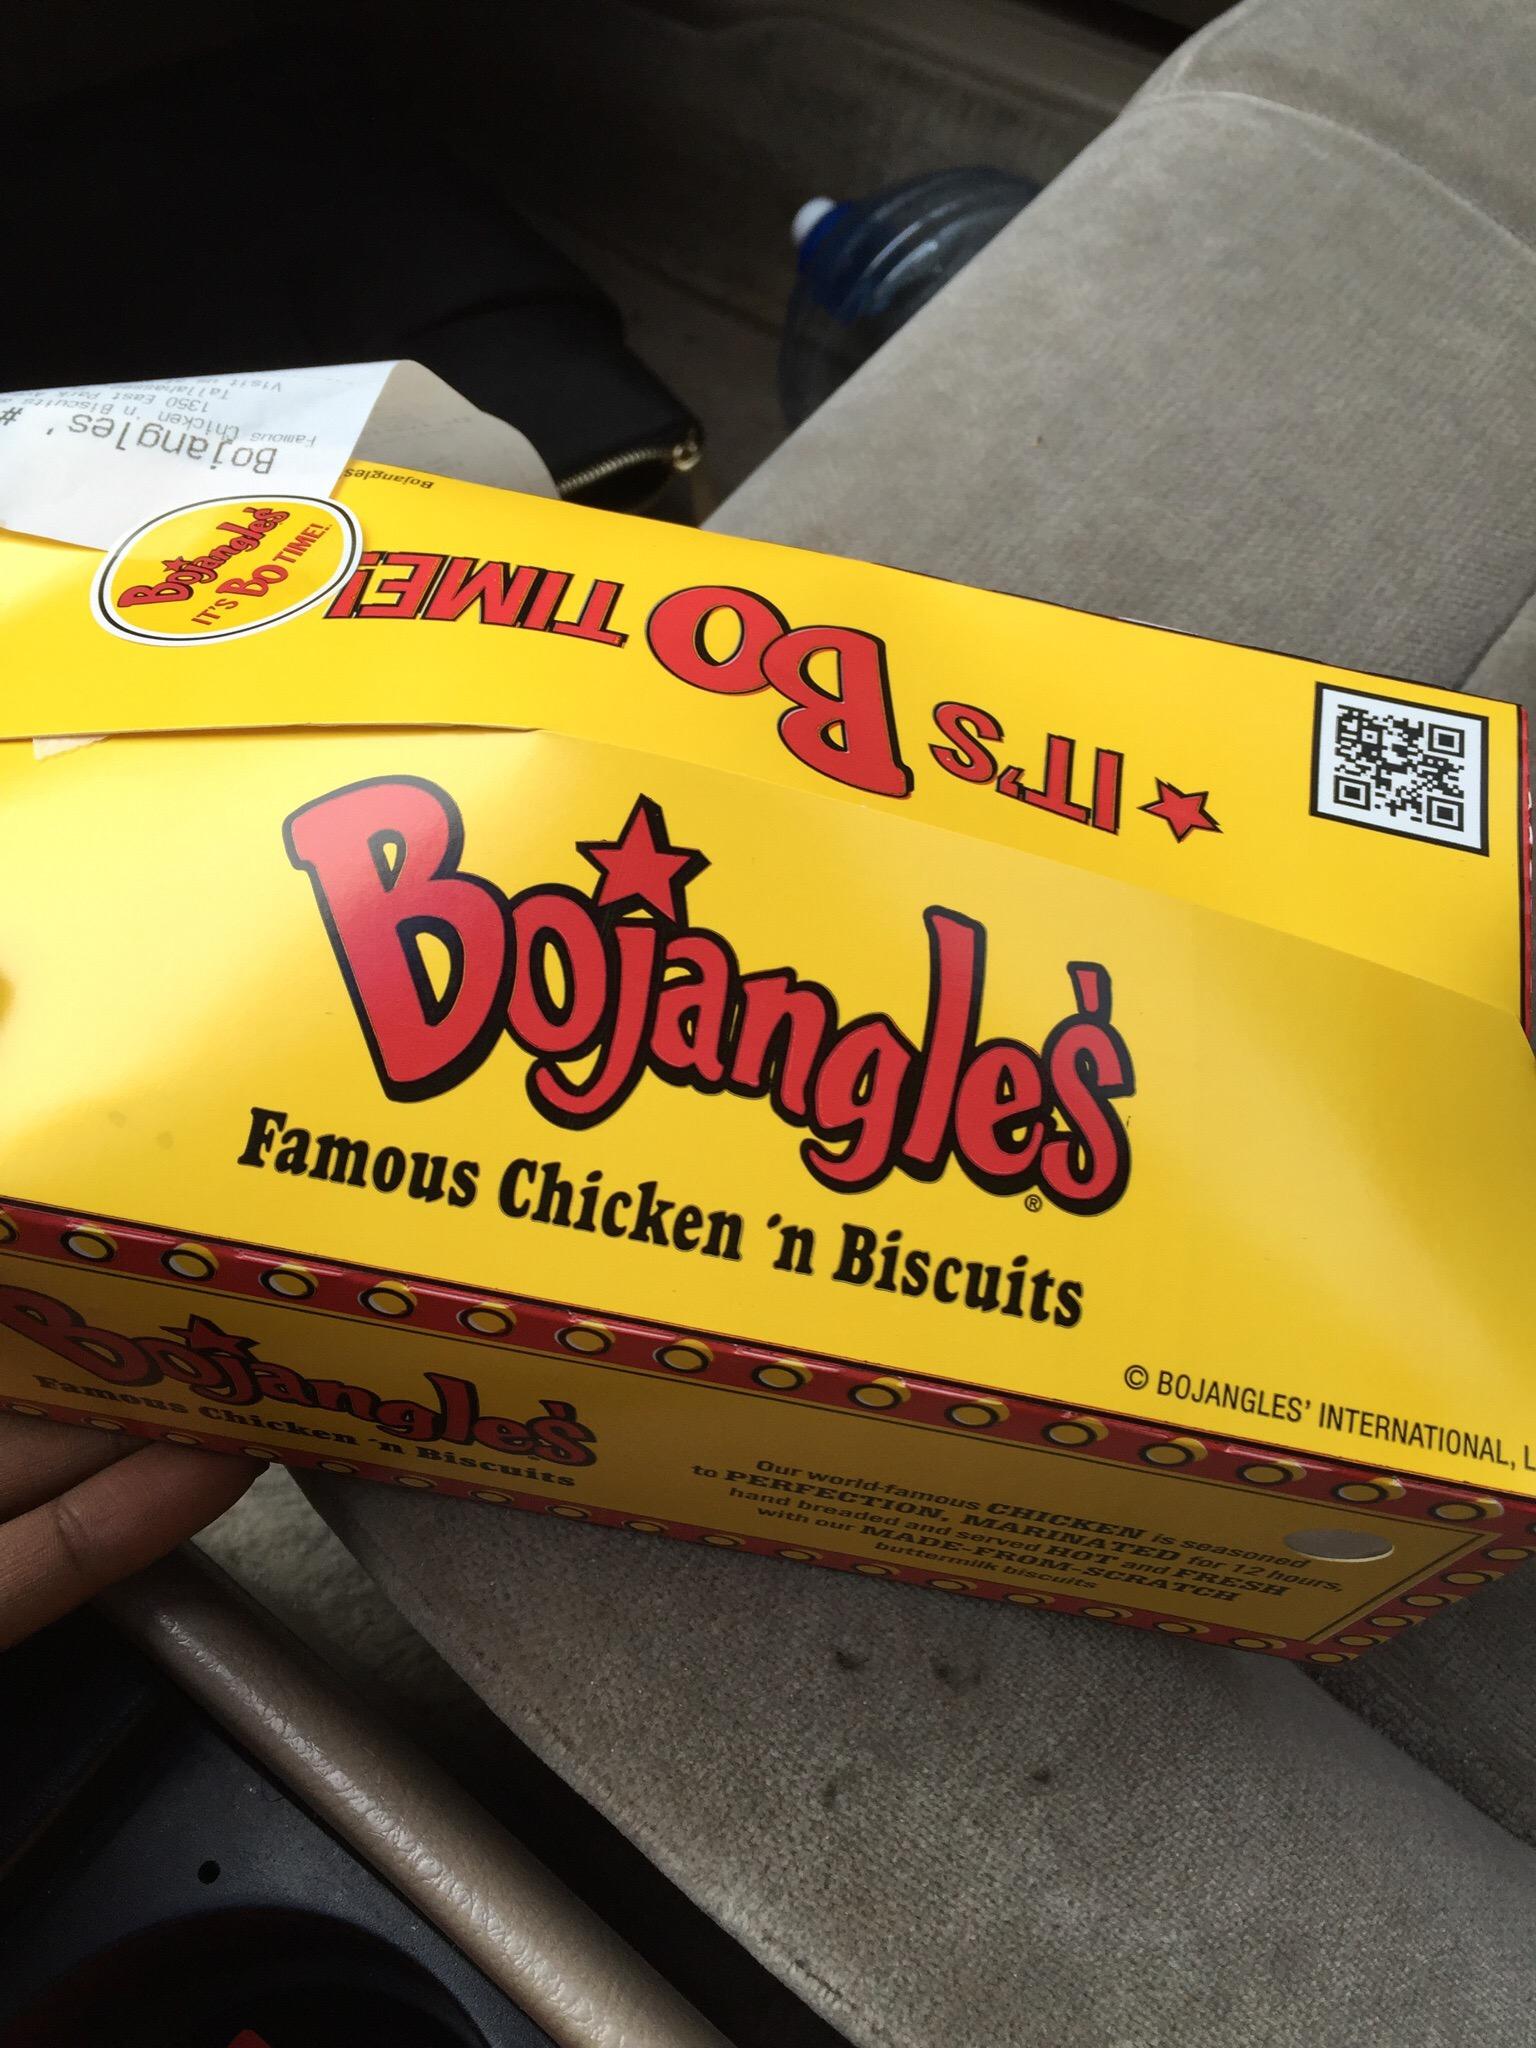 Bojangles' #
Famous Chicken 'n Biscuits
1350 East Park
Visit
Bojangles'
Bojangles'
IT'S BO TIME!
IT'S BO TIME!
Bojangles'®
Famous Chicken 'n Biscuits
© BOJANGLES' INTERNATIONAL, L
Bojangles'
Famous Chicken 'n Biscuits
Our world-famous CHICKEN is seasoned
to PERFECTION, MARINATED for 12 hours,
hand breaded and served HOT and FRESH
with our MADE-FROM-SCRATCH
buttermilk biscuits